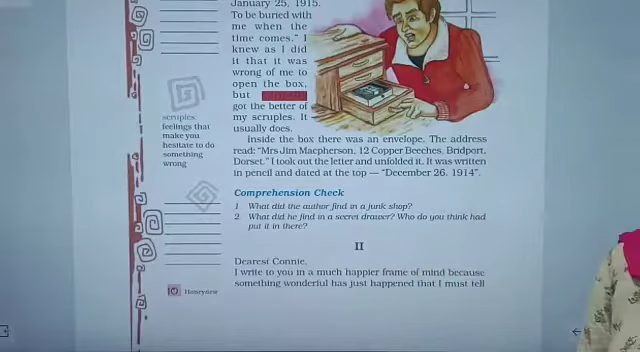 January 25, 1915.
To be buried with
me when the
time comes." I
knew as I did
it that it was
wrong of me to
open the box,
but
got the better of
my scruples. It
usually does.
scruples:
feelings that
make you
hesitate to do
something
wrong
Inside the box there was an envelope. The address
read: "Mrs Jim Macpherson, 12 Copper Beeches, Bridport,
Dorset." I took out the letter and unfolded it. It was written
in pencil and dated at the top — "December 26, 1914".
Comprehension Check
1 What did the author find in a junk shop?
2 What did he find in a secret drawer? Who do you think had
put it in there?
II
Dearest Connie,
I write to you in a much happier frame of mind because
something wonderful has just happened that I must tell
10 Honeydew